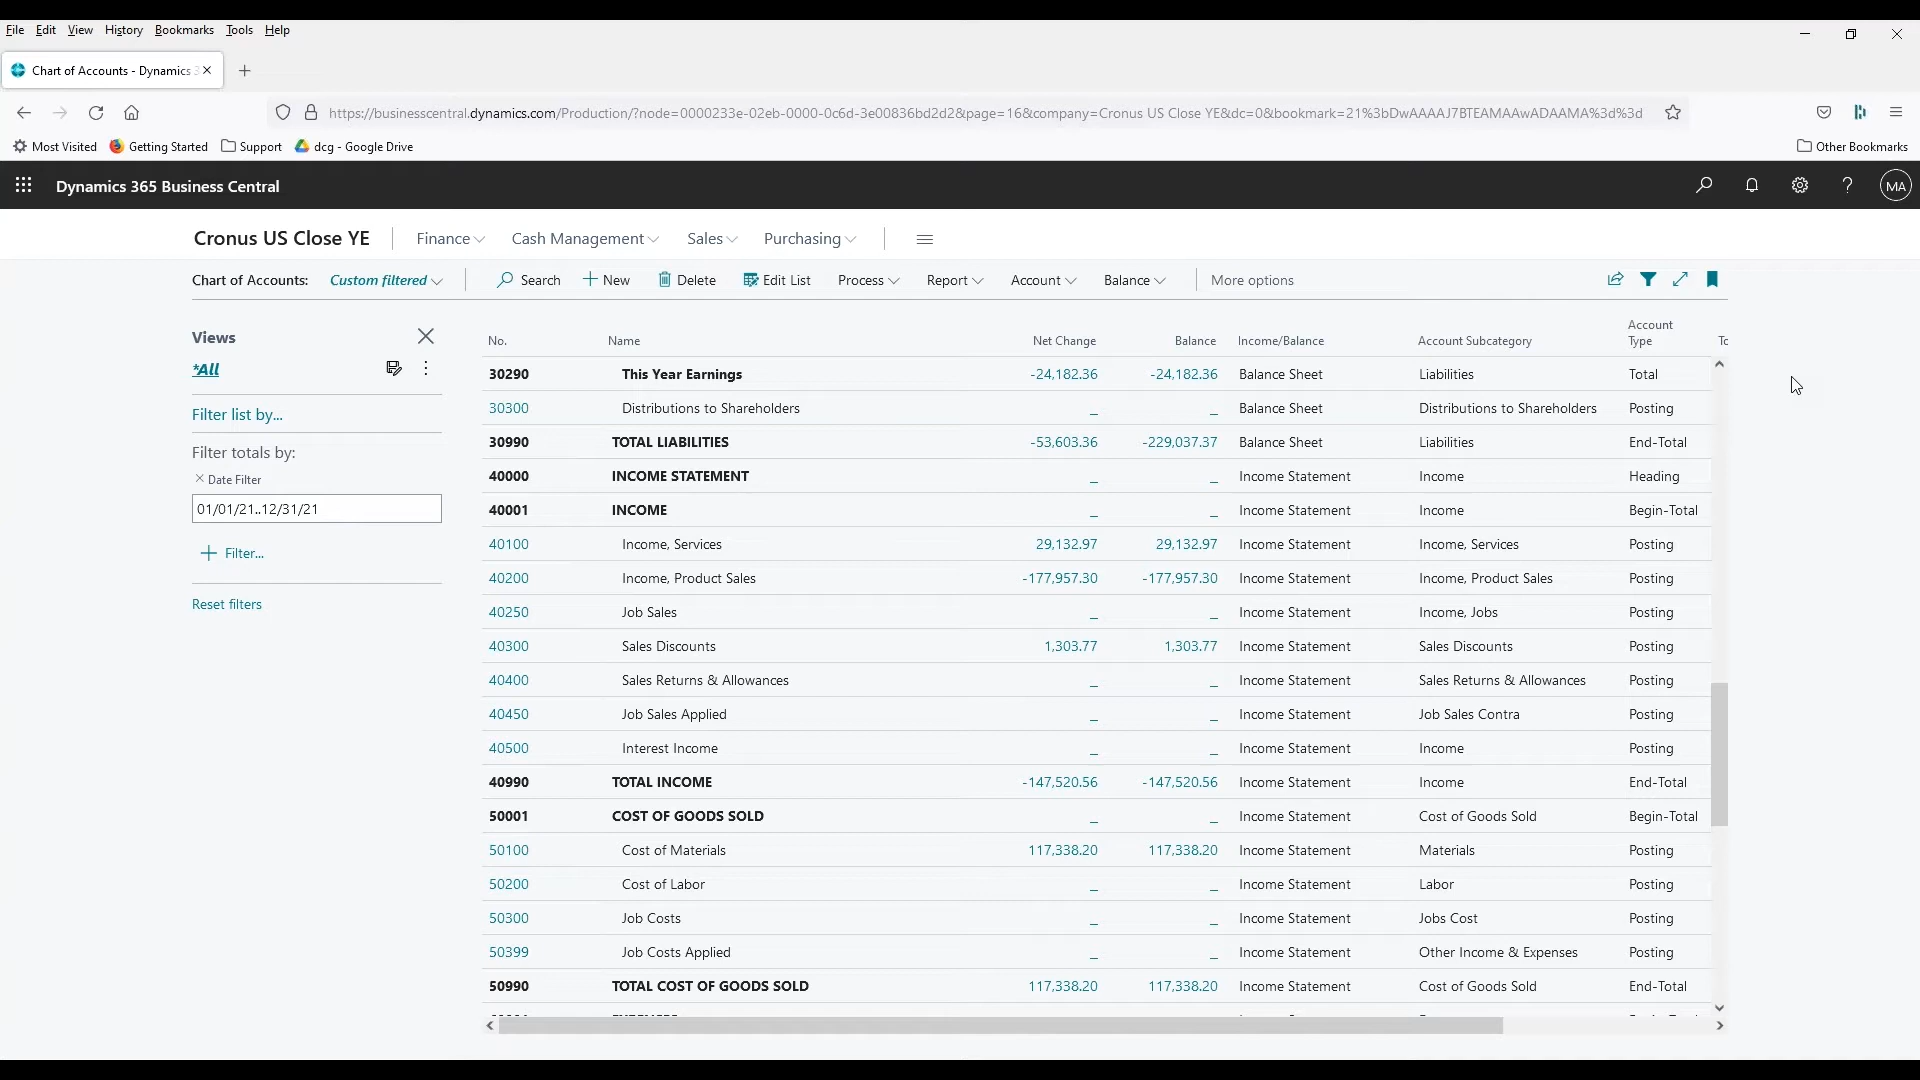 File Edit View History Bookmarks Tools Help
Chart of Accounts - Dynamics
https://businesscentral.dynamics.com/Production/?node=0000233e-02eb-0000-0c6d-3e00836bd2d2&page=16&company=Cronus US Close YE&dc=0&bookmark=21%3bDwAAAAJ7BTEAMAAwADAAMA%3d%3d
Most Visited Getting Started Support dcg - Google Drive Other Bookmarks
Dynamics 365 Business Central ? MA
Cronus US Close YE Finance Cash Management Sales Purchasing
Chart of Accounts: Custom filtered Search New Delete Edit List Process Report Account Balance More options
Views
*All
Filter list by...
Filter totals by:
Date Filter
01/01/21..12/31/21
Filter...
Reset filters
No. Name Net Change Balance Income/Balance Account Subcategory Account Type To
30290 This Year Earnings -24,182.36 -24,182.36 Balance Sheet Liabilities Total
30300 Distributions to Shareholders _ _ Balance Sheet Distributions to Shareholders Posting
30990 TOTAL LIABILITIES -53,603.36 -229,037.37 Balance Sheet Liabilities End-Total
40000 INCOME STATEMENT _ _ Income Statement Income Heading
40001 INCOME _ _ Income Statement Income Begin-Total
40100 Income, Services 29,132.97 29,132.97 Income Statement Income, Services Posting
40200 Income, Product Sales -177,957.30 -177,957.30 Income Statement Income, Product Sales Posting
40250 Job Sales _ _ Income Statement Income, Jobs Posting
40300 Sales Discounts 1,303.77 1,303.77 Income Statement Sales Discounts Posting
40400 Sales Returns & Allowances _ _ Income Statement Sales Returns & Allowances Posting
40450 Job Sales Applied _ _ Income Statement Job Sales Contra Posting
40500 Interest Income _ _ Income Statement Income Posting
40990 TOTAL INCOME -147,520.56 -147,520.56 Income Statement Income End-Total
50001 COST OF GOODS SOLD _ _ Income Statement Cost of Goods Sold Begin-Total
50100 Cost of Materials 117,338.20 117,338.20 Income Statement Materials Posting
50200 Cost of Labor _ _ Income Statement Labor Posting
50300 Job Costs _ _ Income Statement Jobs Cost Posting
50399 Job Costs Applied _ _ Income Statement Other Income & Expenses Posting
50990 TOTAL COST OF GOODS SOLD 117,338.20 117,338.20 Income Statement Cost of Goods Sold End-Total